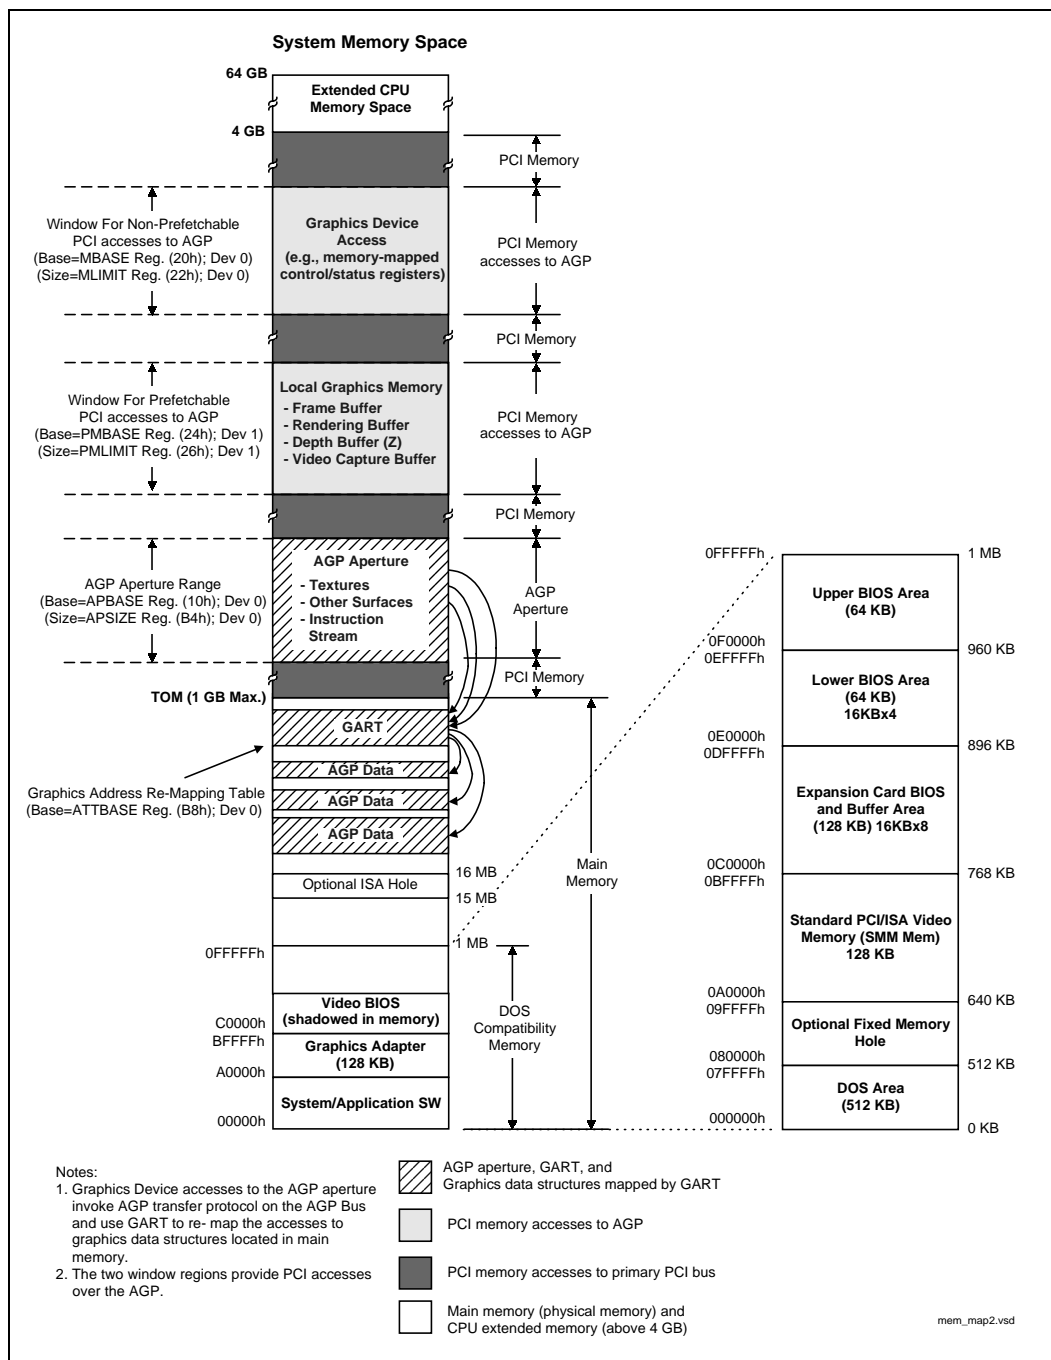 System Memory Space
64 GB
Extended CPU
Memory Space
4 GB
PCI Memory
Window For Non-Prefetchable
PCI accesses to AGP
(Base=MBASE Reg. (20h); Dev 0)
(Size=MLIMIT Reg. (22h); Dev 0)
Graphics Device
Access
(e.g., memory-mapped
control/status registers)
PCI Memory
accesses to AGP
PCI Memory
Window For Prefetchable
PCI accesses to AGP
(Base=PMBASE Reg. (24h); Dev 1)
(Size=PMLIMIT Reg. (26h); Dev 1)
Local Graphics Memory
- Frame Buffer
- Rendering Buffer
- Depth Buffer (Z)
- Video Capture Buffer
PCI Memory
accesses to AGP
PCI Memory
AGP Aperture Range
(Base=APBASE Reg. (10h); Dev 0)
(Size=APSIZE Reg. (B4h); Dev 0)
AGP Aperture
- Textures
- Other Surfaces
- Instruction
Stream
AGP
Aperture
PCI Memory
TOM (1 GB Max.)
GART
AGP Data
AGP Data
AGP Data
Graphics Address Re-Mapping Table
(Base=ATTBASE Reg. (B8h); Dev 0)
16 MB
Optional ISA Hole
15 MB
Main
Memory
1 MB
0FFFFFh
Video BIOS
(shadowed in memory)
C0000h
BFFFFh
Graphics Adapter
(128 KB)
A0000h
System/Application SW
00000h
DOS
Compatibility
Memory
0FFFFFh
1 MB
Upper BIOS Area
(64 KB)
0F0000h
0EFFFFh
960 KB
Lower BIOS Area
(64 KB)
16KBx4
0E0000h
0DFFFFh
896 KB
Expansion Card BIOS
and Buffer Area
(128 KB) 16KBx8
0C0000h
0BFFFFh
768 KB
Standard PCI/ISA Video
Memory (SMM Mem)
128 KB
0A0000h
09FFFFh
640 KB
Optional Fixed Memory
Hole
080000h
07FFFFh
512 KB
DOS Area
(512 KB)
000000h
0 KB
Notes:
1. Graphics Device accesses to the AGP aperture
invoke AGP transfer protocol on the AGP Bus
and use GART to re- map the accesses to
graphics data structures located in main
memory.
2. The two window regions provide PCI accesses
over the AGP.
AGP aperture, GART, and
Graphics data structures mapped by GART
PCI memory accesses to AGP
PCI memory accesses to primary PCI bus
Main memory (physical memory) and
CPU extended memory (above 4 GB)
mem_map2.vsd